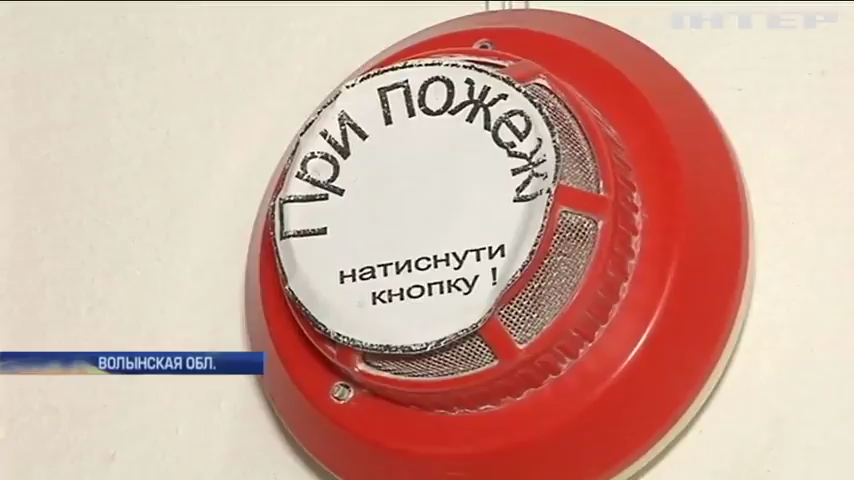 ІНТЕР
При пожежі
натиснути
кнопку !
ВОЛЫНСКАЯ ОБЛ.